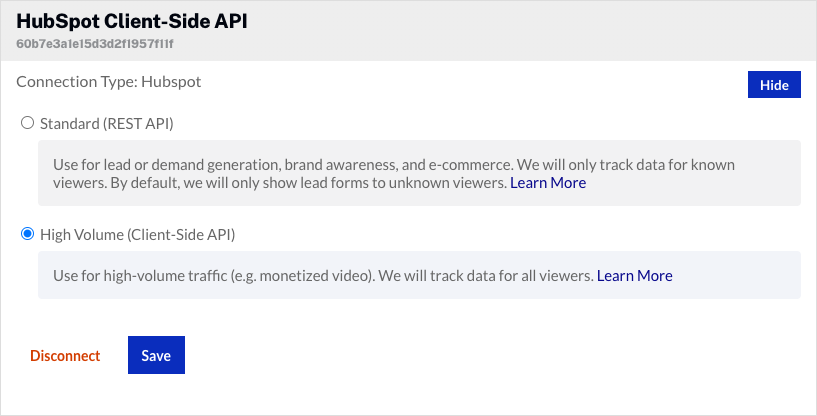 HubSpot Client-Side API
60b7e3a1e15d3d2f1957f11f
Connection Type: Hubspot
Hide
Standard (REST API)
Use for lead or demand generation, brand awareness, and e-commerce. We will only track data for known
viewers. By default, we will only show lead forms to unknown viewers. Learn More
High Volume (Client-Side API)
Use for high-volume traffic (e.g. monetized video). We will track data for all viewers. Learn More
Disconnect
Save